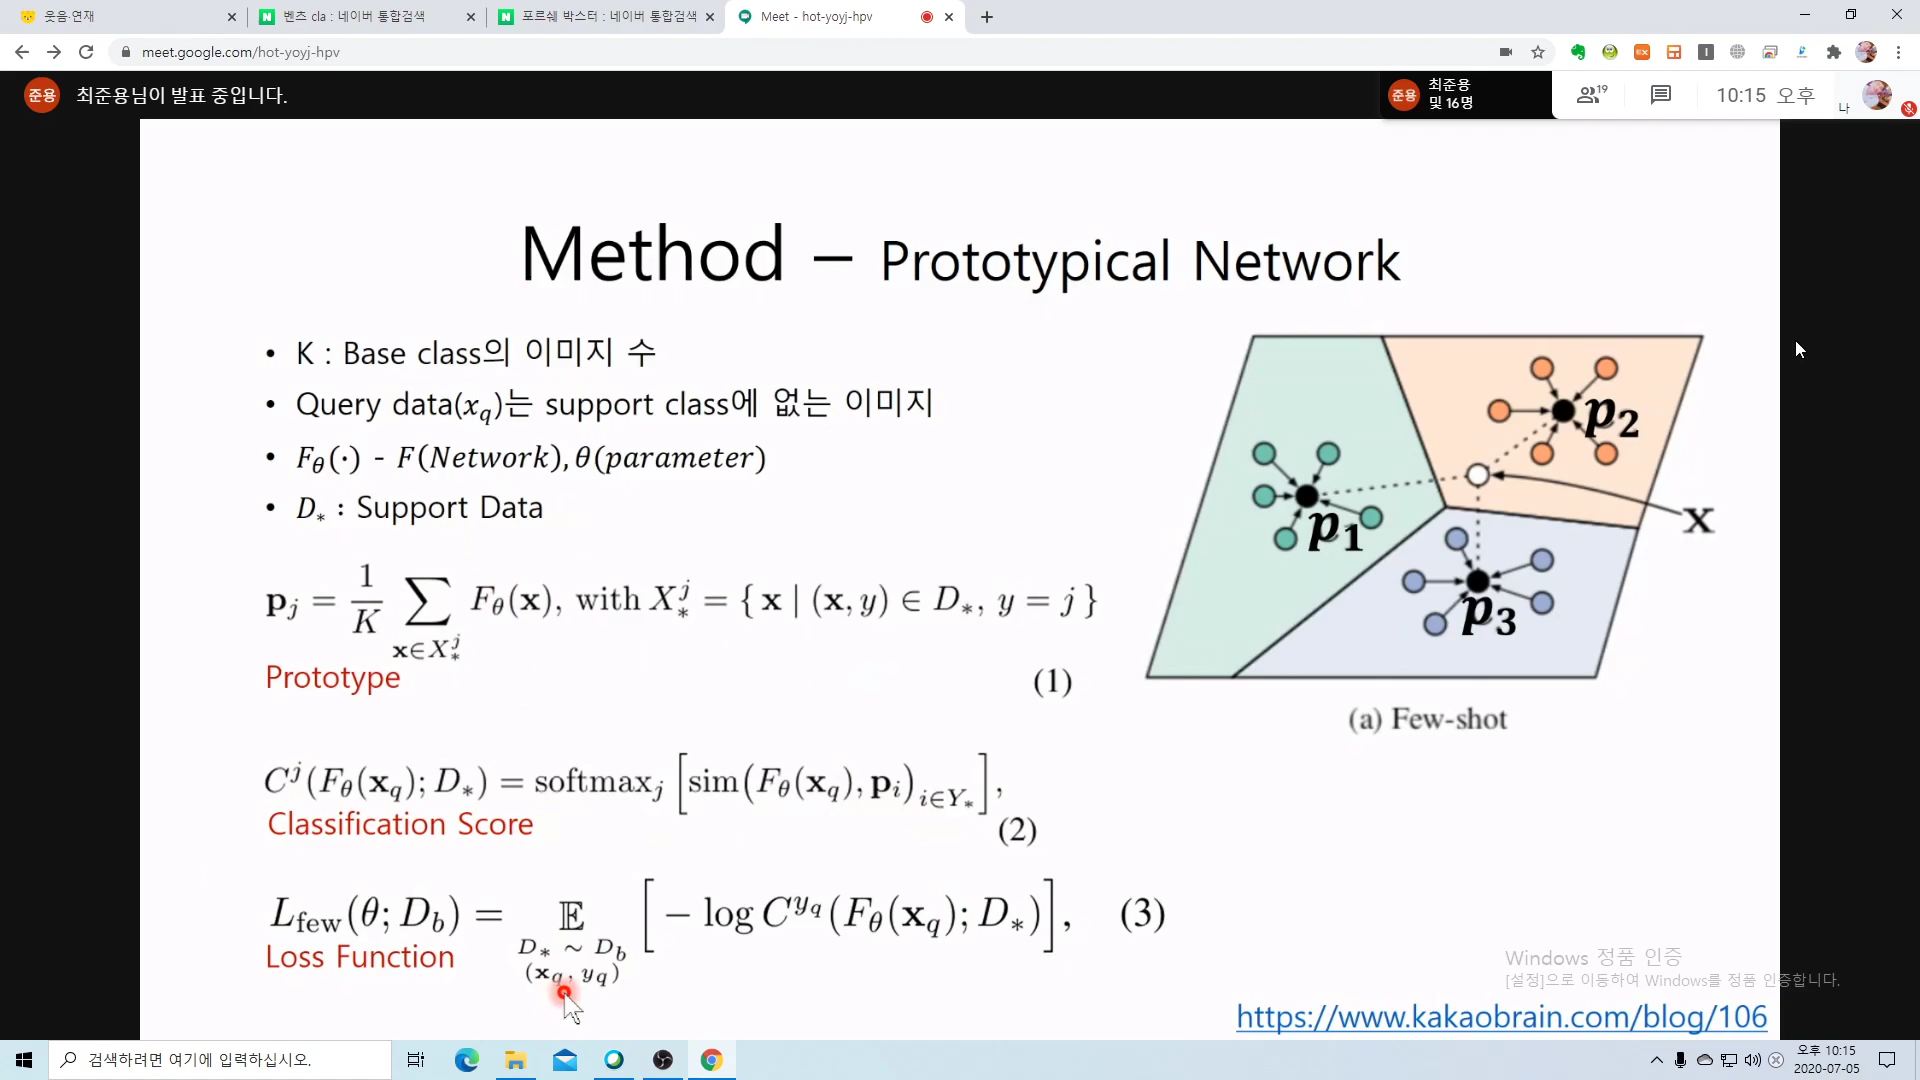 웃음·연재
벤츠 cla : 네이버 통합검색
포르쉐 박스터 : 네이버 통합검색
Meet - hot-yoyj-hpv
meet.google.com/hot-yoyj-hpv
준용
최준용님이 발표 중입니다.
준용
최준용
및 16명
19
10:15 오후
나
Method – Prototypical Network
• K : Base class의 이미지 수
• Query data(x_q)는 support class에 없는 이미지
• F_θ(·) - F(Network), θ(parameter)
• D_* : Support Data
p_j = 1/K ∑_{x∈X_*^j} F_θ(x), with X_*^j = { x | (x, y) ∈ D_*, y = j }
Prototype
(1)
C^j(F_θ(x_q); D_*) = softmax_j [sim(F_θ(x_q), p_i)_{i∈Y_*}],
Classification Score
(2)
L_few(θ; D_b) = 𝔼_{D_* ~ D_b (x_q, y_q)} [− log C^{y_q}(F_θ(x_q); D_*)], (3)
Loss Function
p_1
p_2
p_3
x
(a) Few-shot
Windows 정품 인증
[설정]으로 이동하여 Windows를 정품 인증합니다.
https://www.kakaobrain.com/blog/106
검색하려면 여기에 입력하십시오.
오후 10:15
2020-07-05